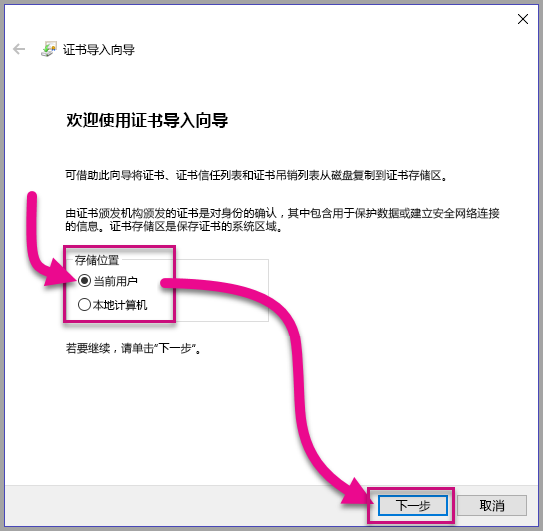 证书导入向导
欢迎使用证书导入向导
可借助此向导将证书、证书信任列表和证书吊销列表从磁盘复制到证书存储区。
由证书颁发机构颁发的证书是对身份的确认，其中包含用于保护数据或建立安全网络连接
的信息。证书存储区是保存证书的系统区域。
存储位置
当前用户
本地计算机
若要继续，请单击"下一步"。
下一步
取消